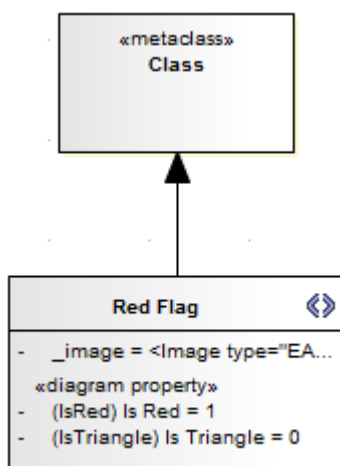 «metaclass»
Class
Red Flag
- _image = <Image type="EA...
«diagram property»
- (IsRed) Is Red = 1
- (IsTriangle) Is Triangle = 0